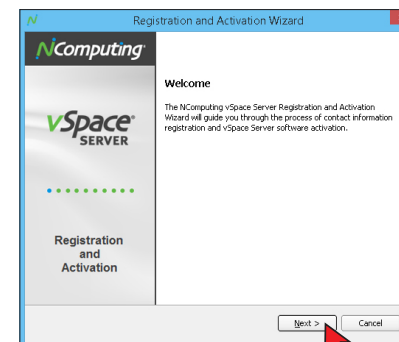 Registration and Activation Wizard
NComputing
vSpace
SERVER
Registration
and
Activation
Welcome
The NComputing vSpace Server Registration and Activation
Wizard will guide you through the process of contact information
registration and vSpace Server software activation.
Next >
Cancel